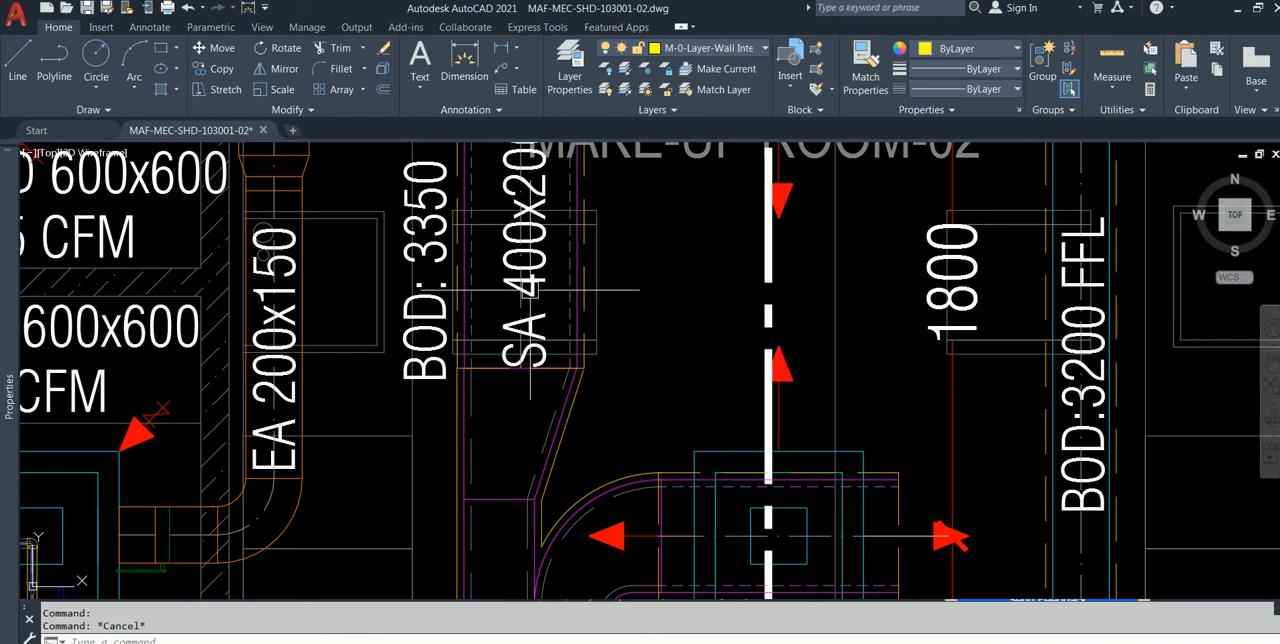 Autodesk AutoCAD 2021 MAF-MEC-SHD-103001-02.dwg
Type a keyword or phrase
Sign In
Home Insert Annotate Parametric View Manage Output Add-ins Collaborate Express Tools Featured Apps
Line Polyline Circle Arc
Move Rotate Trim
Copy Mirror Fillet
Stretch Scale Array
Text Dimension
Table
Layer Properties
M-0-Layer-Wall Inte
Make Current
Match Layer
Insert
Match Properties
ByLayer
ByLayer
ByLayer
Group
Measure
Paste
Base
Draw Modify Annotation Layers Block Properties Groups Utilities Clipboard View
Start MAF-MEC-SHD-103001-02*
[−][Top][2D Wireframe]
MAKE-UP ROOM-02
600x600
CFM
600x600
CFM
EA 200x150
BOD: 3350
SA 400x20
1800
BOD:3200 FFL
N
W TOP E
S
WCS
Y
X
Properties
Command:
Command: *Cancel*
Type a command